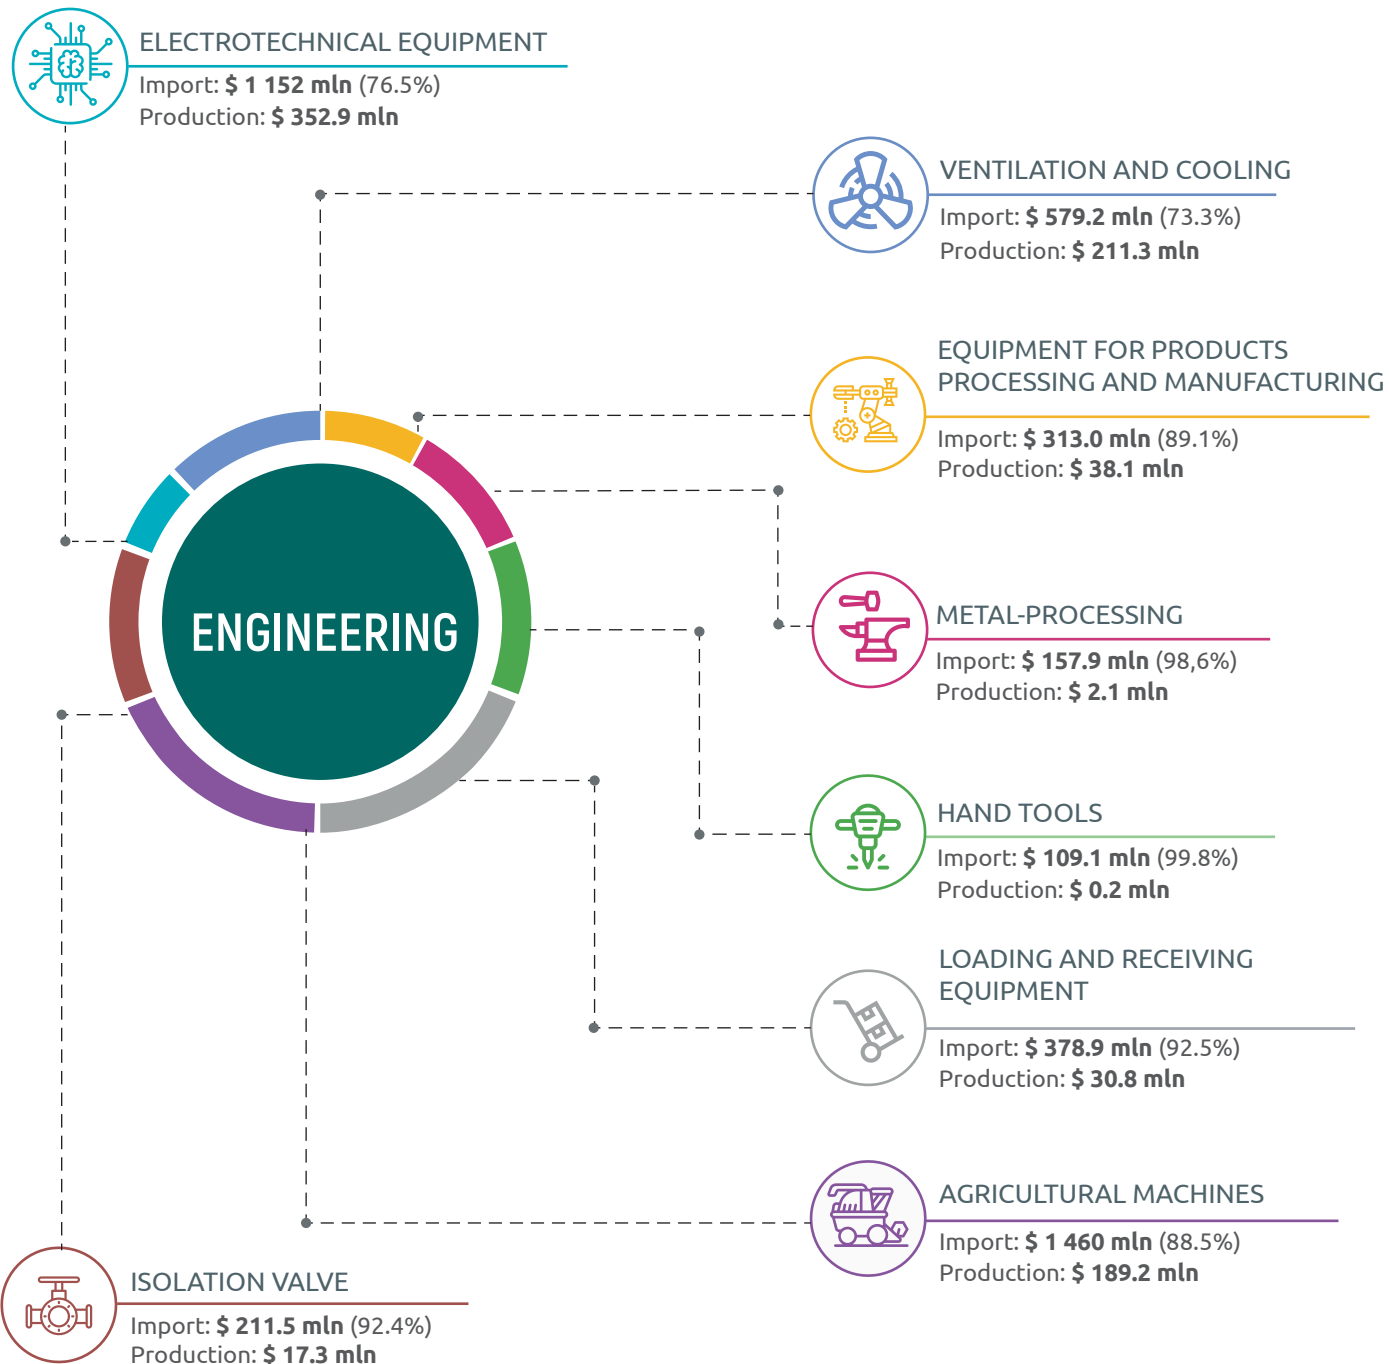 ELECTROTECHNICAL EQUIPMENT
Import: $ 1 152 mln (76.5%)
Production: $ 352.9 mln
VENTILATION AND COOLING
Import: $ 579.2 mln (73.3%)
Production: $ 211.3 mln
EQUIPMENT FOR PRODUCTS
PROCESSING AND MANUFACTURING
Import: $ 313.0 mln (89.1%)
Production: $ 38.1 mln
ENGINEERING
METAL-PROCESSING
Import: $ 157.9 mln (98,6%)
Production: $ 2.1 mln
HAND TOOLS
Import: $ 109.1 mln (99.8%)
Production: $ 0.2 mln
LOADING AND RECEIVING
EQUIPMENT
Import: $ 378.9 mln (92.5%)
Production: $ 30.8 mln
AGRICULTURAL MACHINES
Import: $ 1 460 mln (88.5%)
Production: $ 189.2 mln
ISOLATION VALVE
Import: $ 211.5 mln (92.4%)
Production: $ 17.3 mln